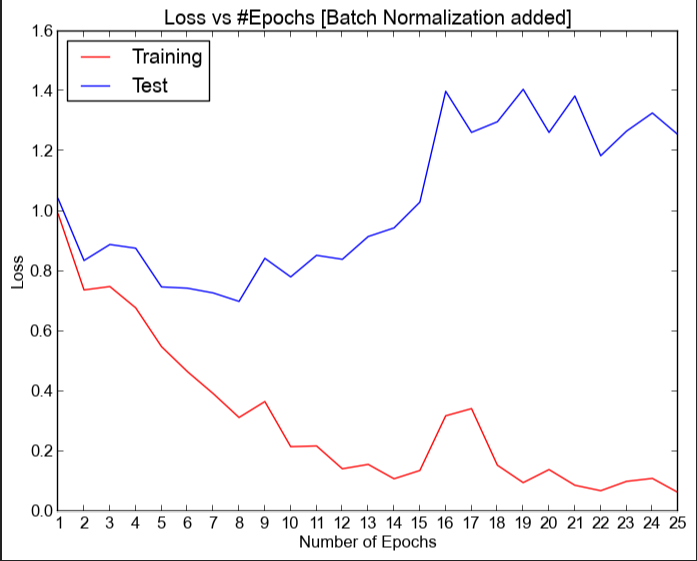 Loss vs #Epochs [Batch Normalization added]
Training
Test
Loss
1.6
1.4
1.2
1.0
0.8
0.6
0.4
0.2
0.0
1 2 3 4 5 6 7 8 9 10 11 12 13 14 15 16 17 18 19 20 21 22 23 24 25
Number of Epochs